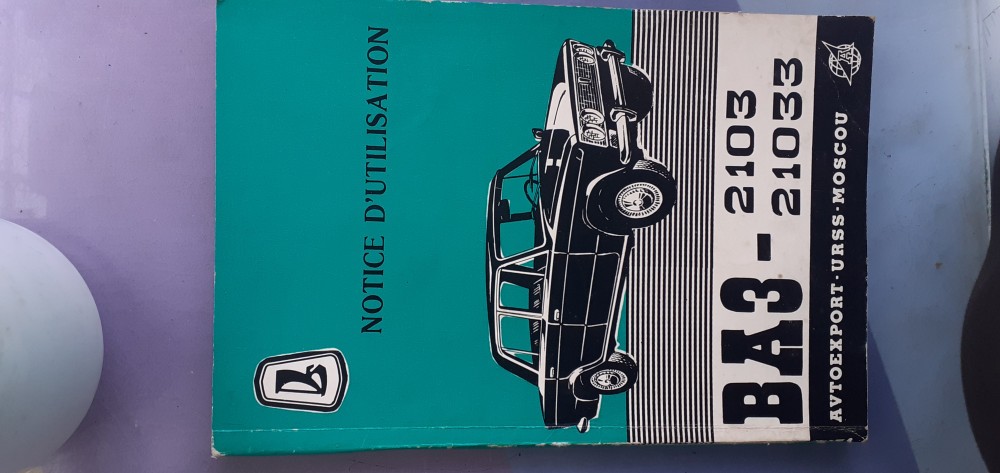 NOTICE D'UTILISATION
ВАЗ-2103
21033
AVTOEXPORT·URSS·MOSCOU